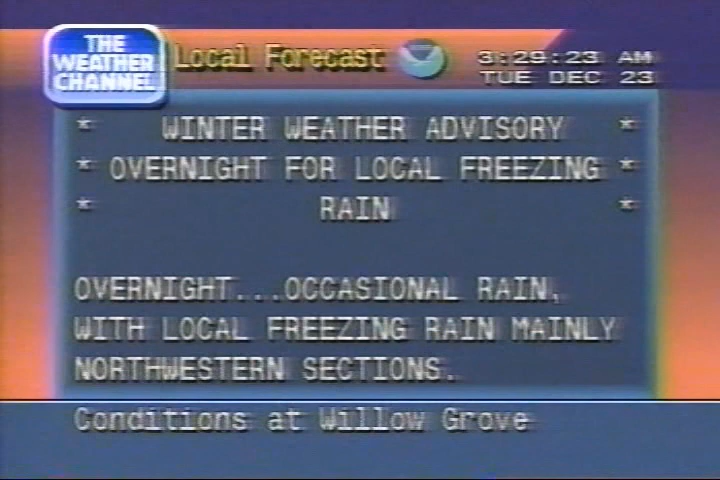 THE
WEATHER
CHANNEL
Local Forecast
3:29:23 AM
TUE DEC 23
* WINTER WEATHER ADVISORY *
* OVERNIGHT FOR LOCAL FREEZING *
* RAIN *
OVERNIGHT...OCCASIONAL RAIN,
WITH LOCAL FREEZING RAIN MAINLY
NORTHWESTERN SECTIONS.
Conditions at Willow Grove